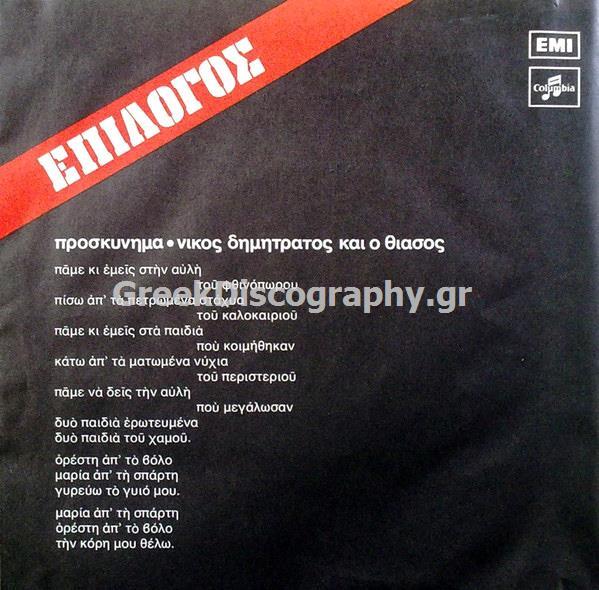 EMI
Columbia
ΕΠΙΛΟΓΟΣ
προσκυνημα • νικος δημητρατος και ο θιασος
πᾶμε κι ἐμεῖς στὴν αὐλὴ
τοῦ φθινόπωρου
πίσω ἀπ' τὰ πετρωμένα στάχυα
GreekDiscography.gr
τοῦ καλοκαιριοῦ
πᾶμε κι ἐμεῖς στὰ παιδιὰ
ποὺ κοιμήθηκαν
κάτω ἀπ' τὰ ματωμένα νύχια
τοῦ περιστεριοῦ
πᾶμε νὰ δεῖς τὴν αὐλὴ
ποὺ μεγάλωσαν
δυὸ παιδιὰ ἐρωτευμένα
δυὸ παιδιὰ τοῦ χαμοῦ.
ὀρέστη ἀπ' τὸ βόλο
μαρία ἀπ' τὴ σπάρτη
γυρεύω τὸ γυιό μου.
μαρία ἀπ' τὴ σπάρτη
ὀρέστη ἀπ' τὸ βόλο
τὴν κόρη μου θέλω.